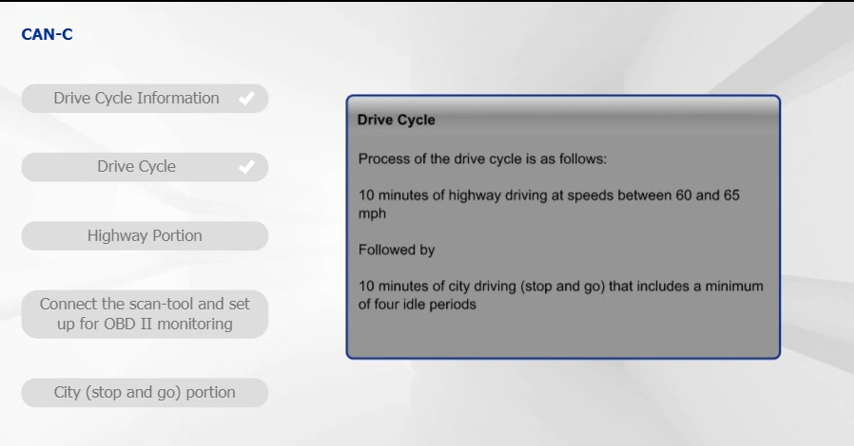 CAN-C
Drive Cycle Information
Drive Cycle
Highway Portion
Connect the scan-tool and set
up for OBD II monitoring
City (stop and go) portion
Drive Cycle
Process of the drive cycle is as follows:
10 minutes of highway driving at speeds between 60 and 65
mph
Followed by
10 minutes of city driving (stop and go) that includes a minimum
of four idle periods